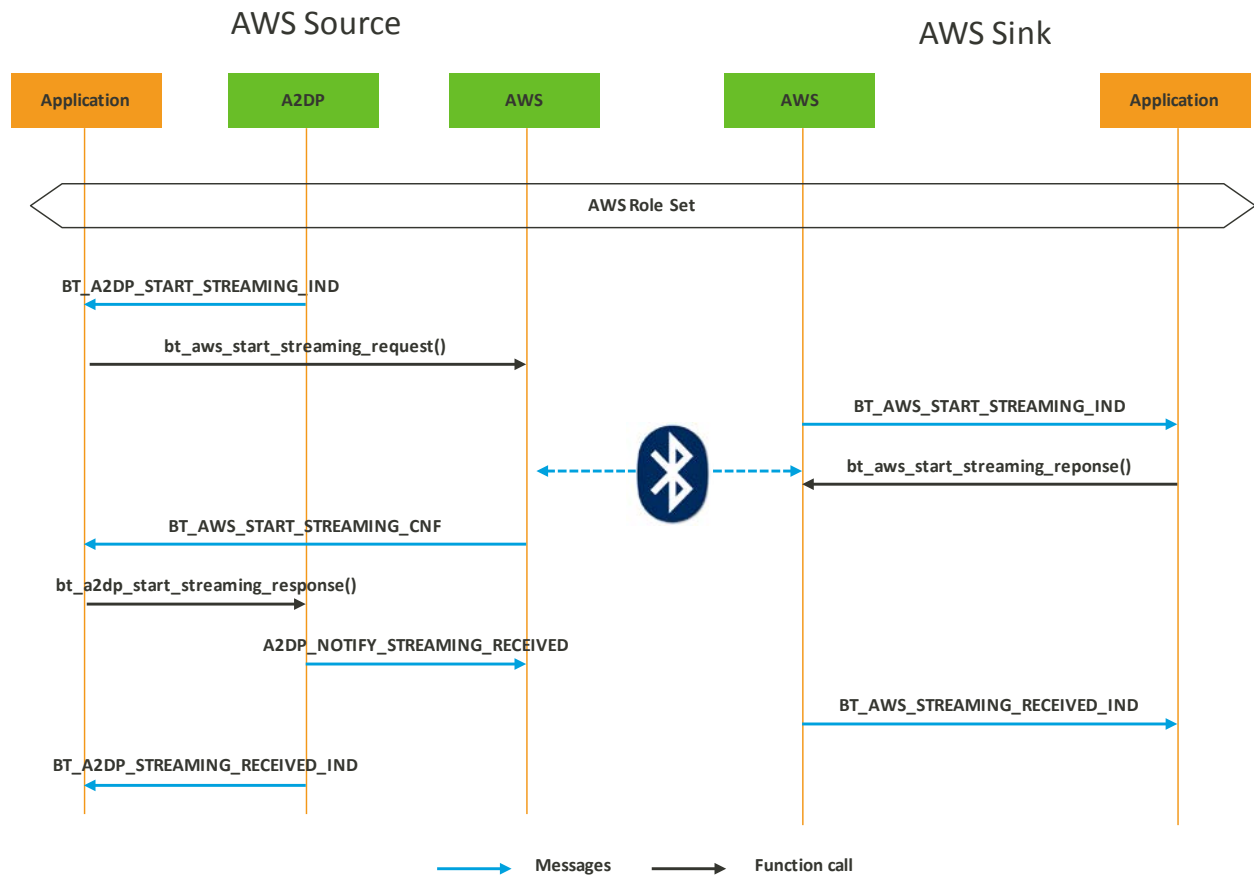 AWS Source
AWS Sink
Application
A2DP
AWS
AWS
Application
AWS Role Set
BT_A2DP_START_STREAMING_IND
bt_aws_start_streaming_request()
BT_AWS_START_STREAMING_IND
bt_aws_start_streaming_reponse()
BT_AWS_START_STREAMING_CNF
bt_a2dp_start_streaming_response()
A2DP_NOTIFY_STREAMING_RECEIVED
BT_AWS_STREAMING_RECEIVED_IND
BT_A2DP_STREAMING_RECEIVED_IND
Messages
Function call